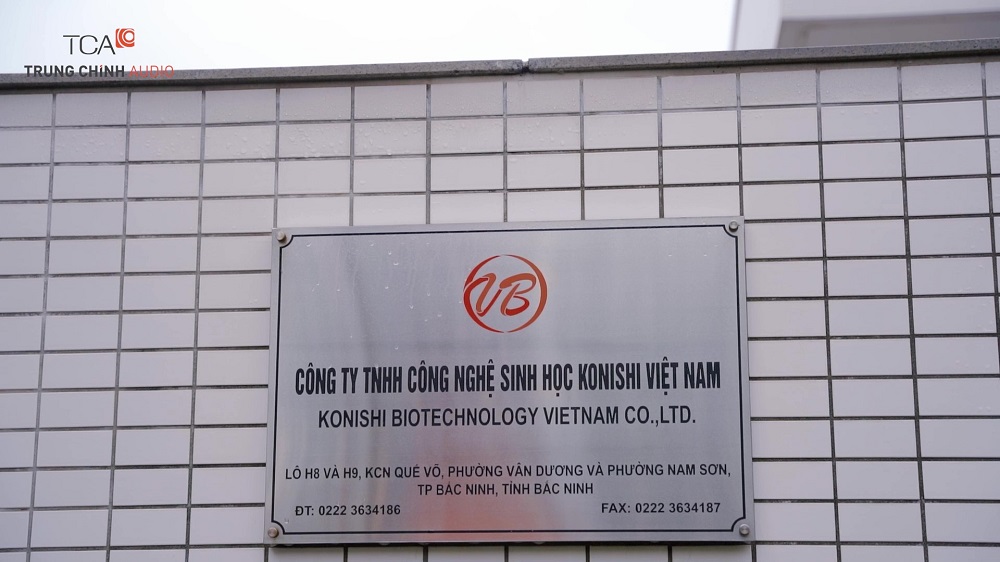 TCA
TRUNG CHÍNH AUDIO
VB
CÔNG TY TNHH CÔNG NGHỆ SINH HỌC KONISHI VIỆT NAM
KONISHI BIOTECHNOLOGY VIETNAM CO.,LTD.
LÔ H8 VÀ H9, KCN QUẾ VÕ, PHƯỜNG VÂN DƯƠNG VÀ PHƯỜNG NAM SƠN,
TP BẮC NINH, TỈNH BẮC NINH
ĐT: 0222 3634186 FAX: 0222 3634187